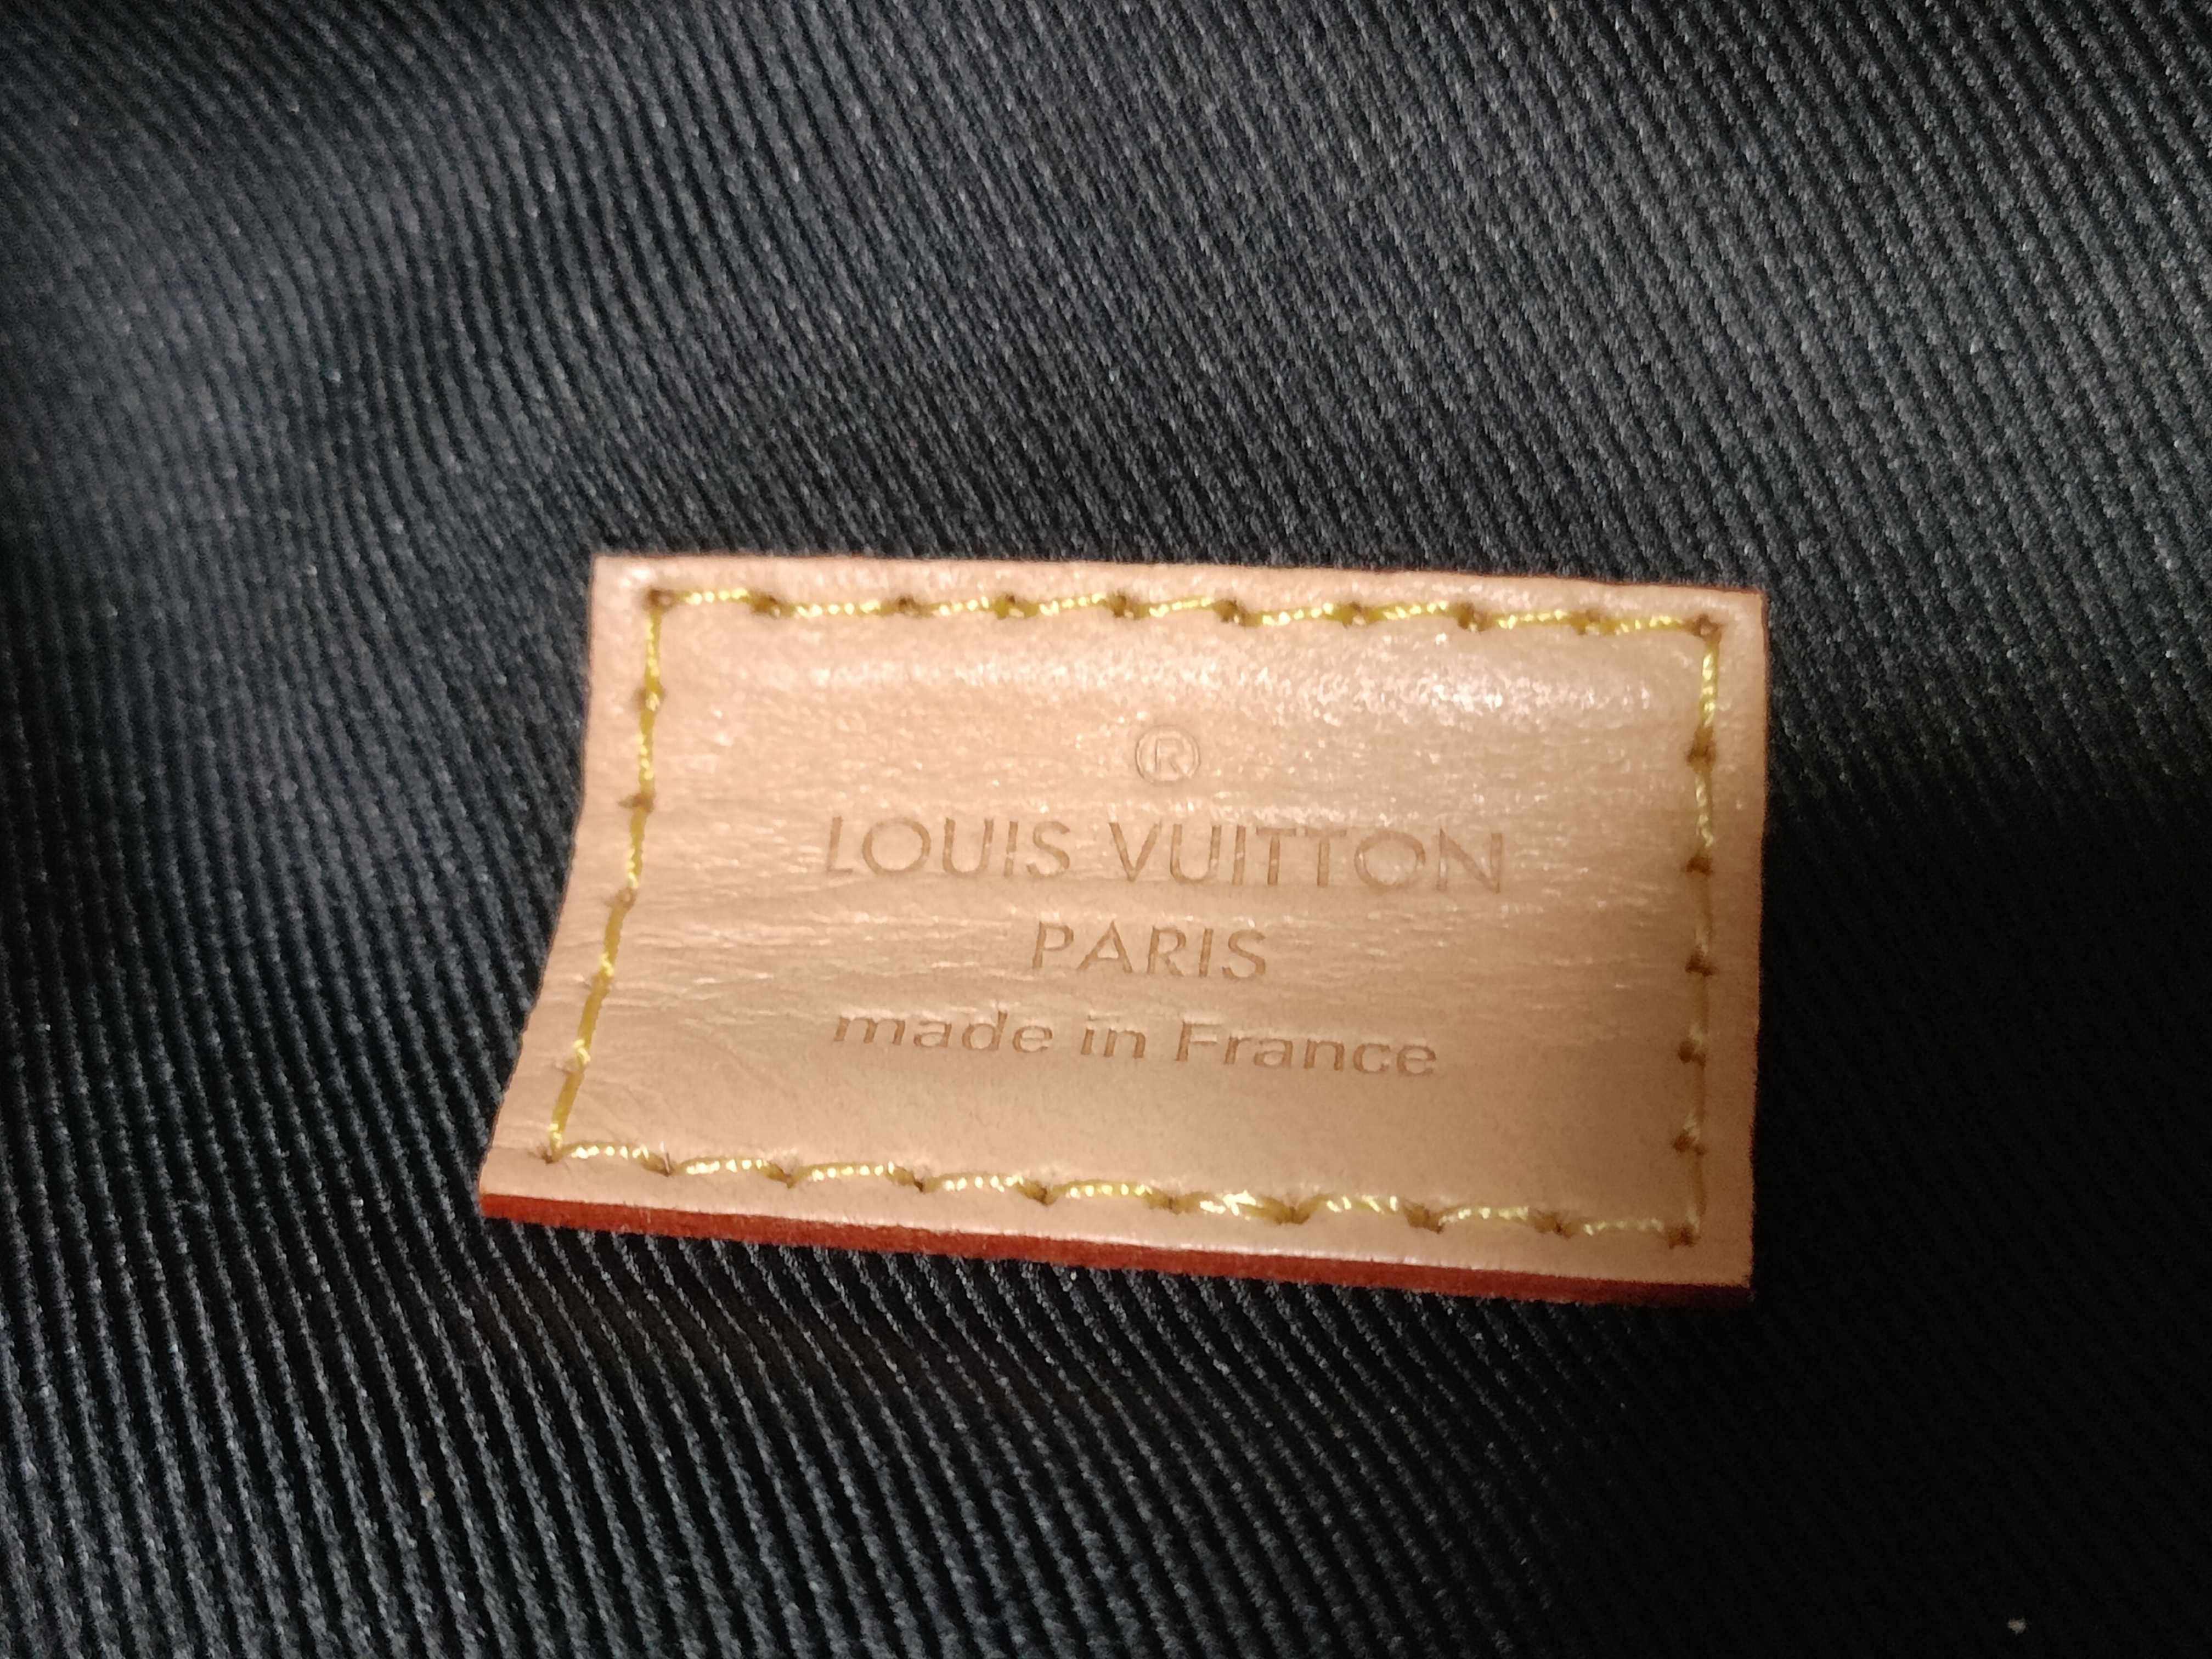 ®
LOUIS VUITTON
PARIS
made in France